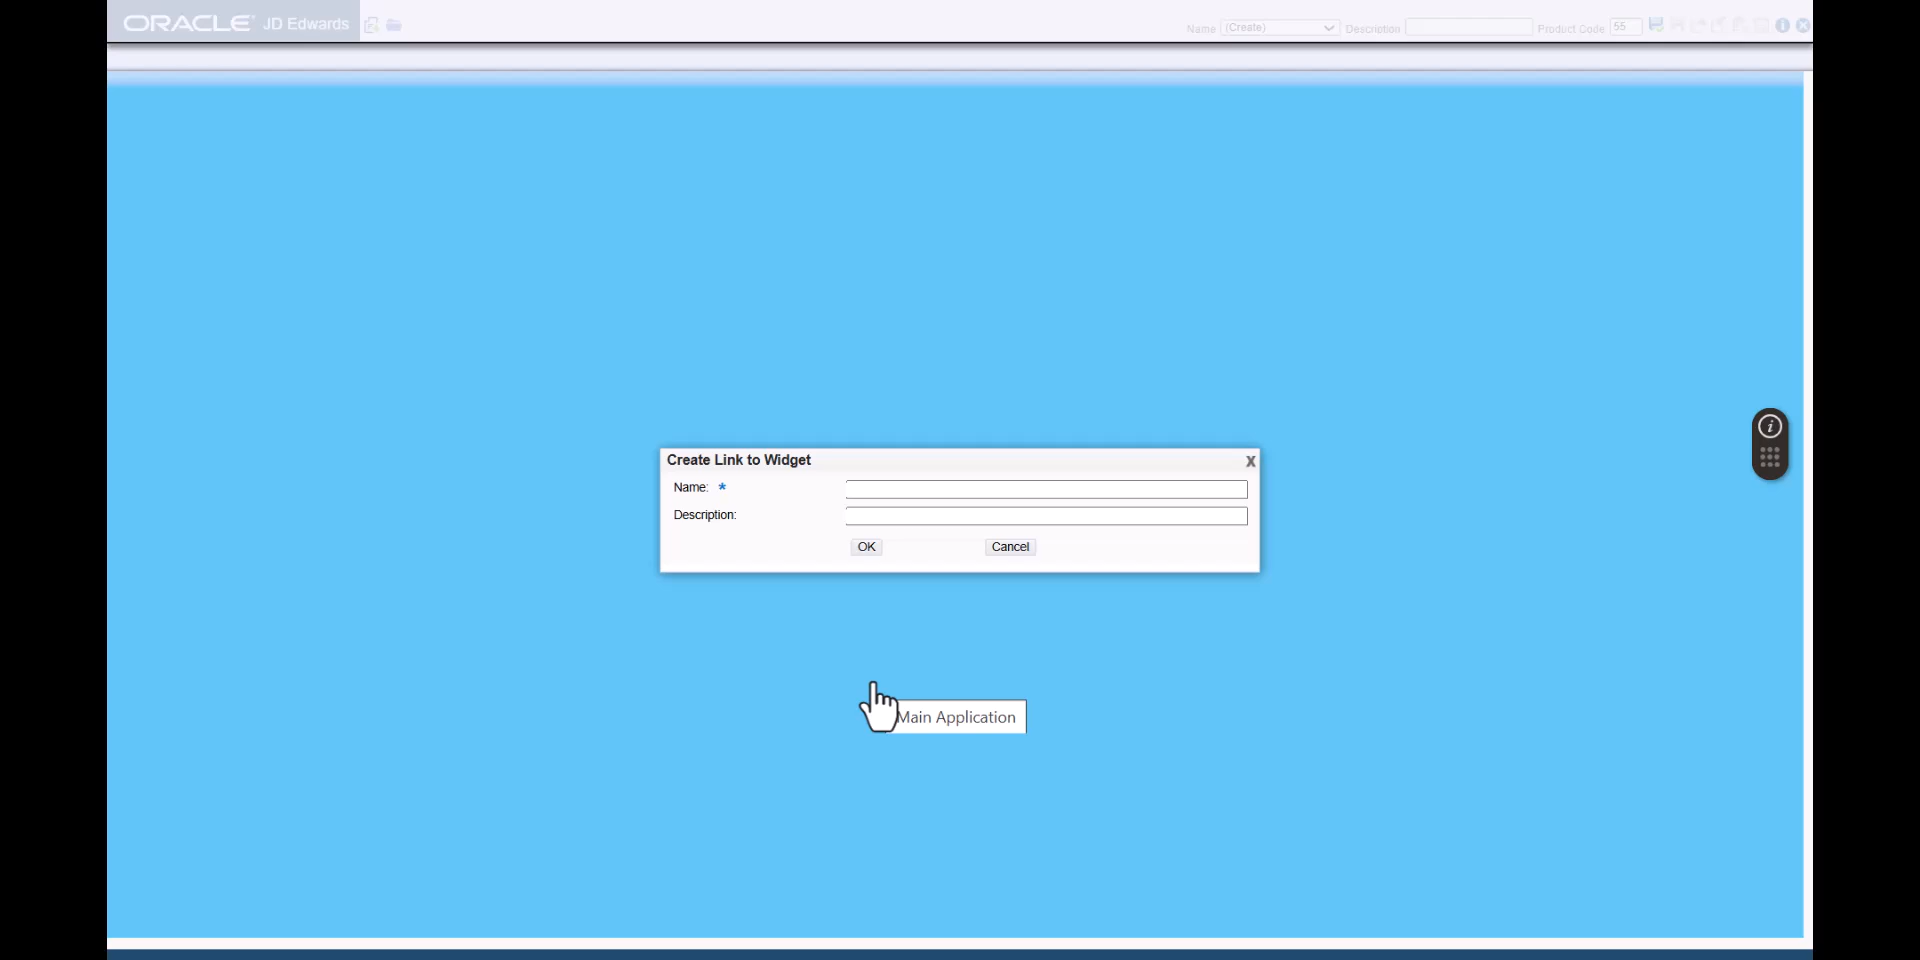 ORACLE JD Edwards
Name (Create) Description Product Code 55
Create Link to Widget X
Name: *
Description:
OK Cancel
Main Application